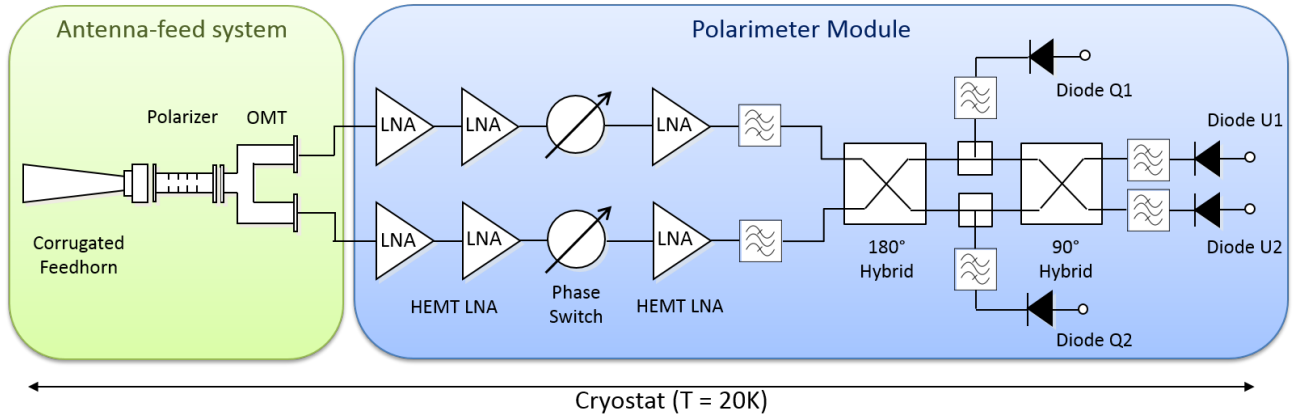 Antenna-feed system
Polarimeter Module
Diode Q1
Polarizer
OMT
LNA
LNA
LNA
Diode U1
Corrugated
Feedhorn
LNA
LNA
LNA
180°
Hybrid
90°
Hybrid
Diode U2
HEMT LNA
Phase
Switch
HEMT LNA
Diode Q2
Cryostat (T = 20K)